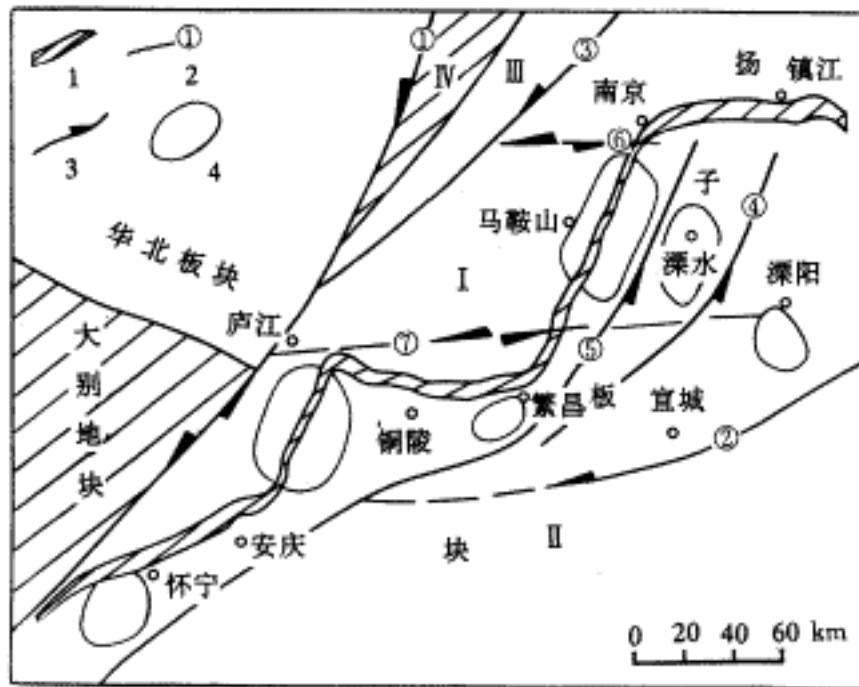 ① ① ③
1 2
Ⅳ Ⅲ
扬 镇江
南京
⑥
3 4
子
④
马鞍山
溧水
溧阳
华北板块
Ⅰ
庐江
⑦
⑤
大别地块
繁昌
板
宣城
②
铜陵
安庆
块 Ⅱ
怀宁
0 20 40 60 km